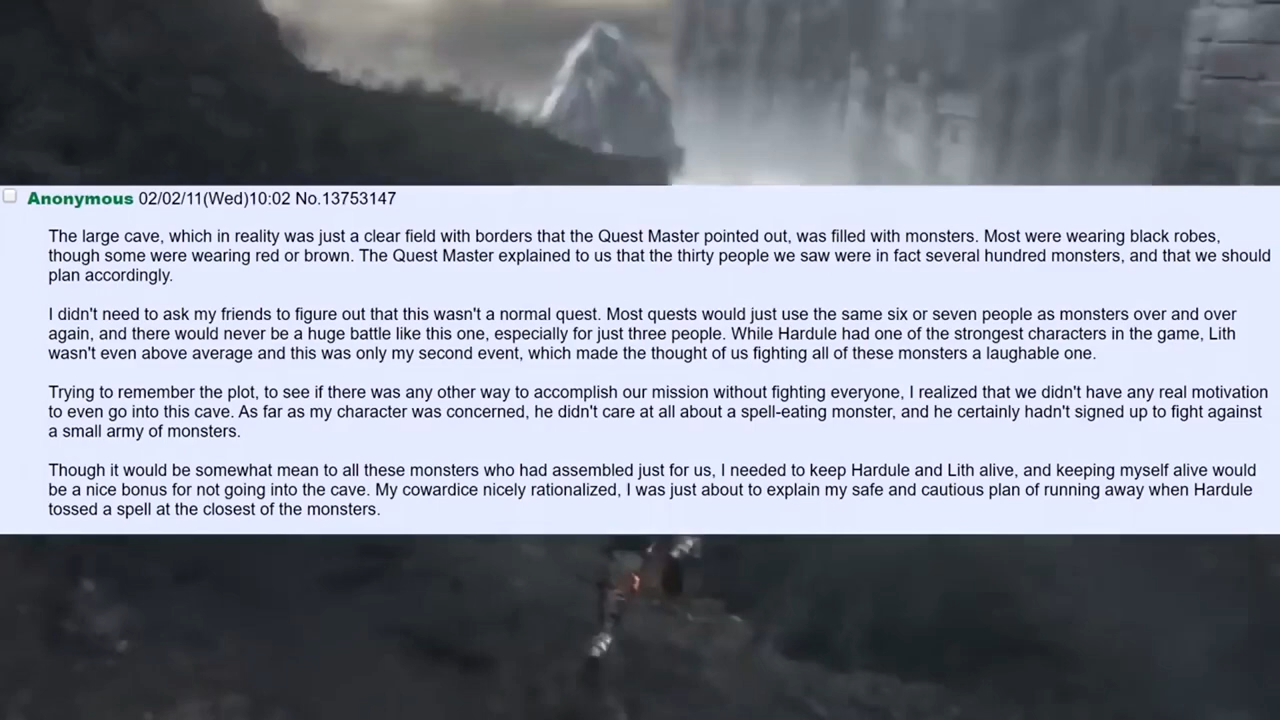 Anonymous 02/02/11(Wed)10:02 No.13753147
The large cave, which in reality was just a clear field with borders that the Quest Master pointed out, was filled with monsters. Most were wearing black robes,
though some were wearing red or brown. The Quest Master explained to us that the thirty people we saw were in fact several hundred monsters, and that we should
plan accordingly.
I didn't need to ask my friends to figure out that this wasn't a normal quest. Most quests would just use the same six or seven people as monsters over and over
again, and there would never be a huge battle like this one, especially for just three people. While Hardule had one of the strongest characters in the game, Lith
wasn't even above average and this was only my second event, which made the thought of us fighting all of these monsters a laughable one.
Trying to remember the plot, to see if there was any other way to accomplish our mission without fighting everyone, I realized that we didn't have any real motivation
to even go into this cave. As far as my character was concerned, he didn't care at all about a spell-eating monster, and he certainly hadn't signed up to fight against
a small army of monsters.
Though it would be somewhat mean to all these monsters who had assembled just for us, I needed to keep Hardule and Lith alive, and keeping myself alive would
be a nice bonus for not going into the cave. My cowardice nicely rationalized, I was just about to explain my safe and cautious plan of running away when Hardule
tossed a spell at the closest of the monsters.